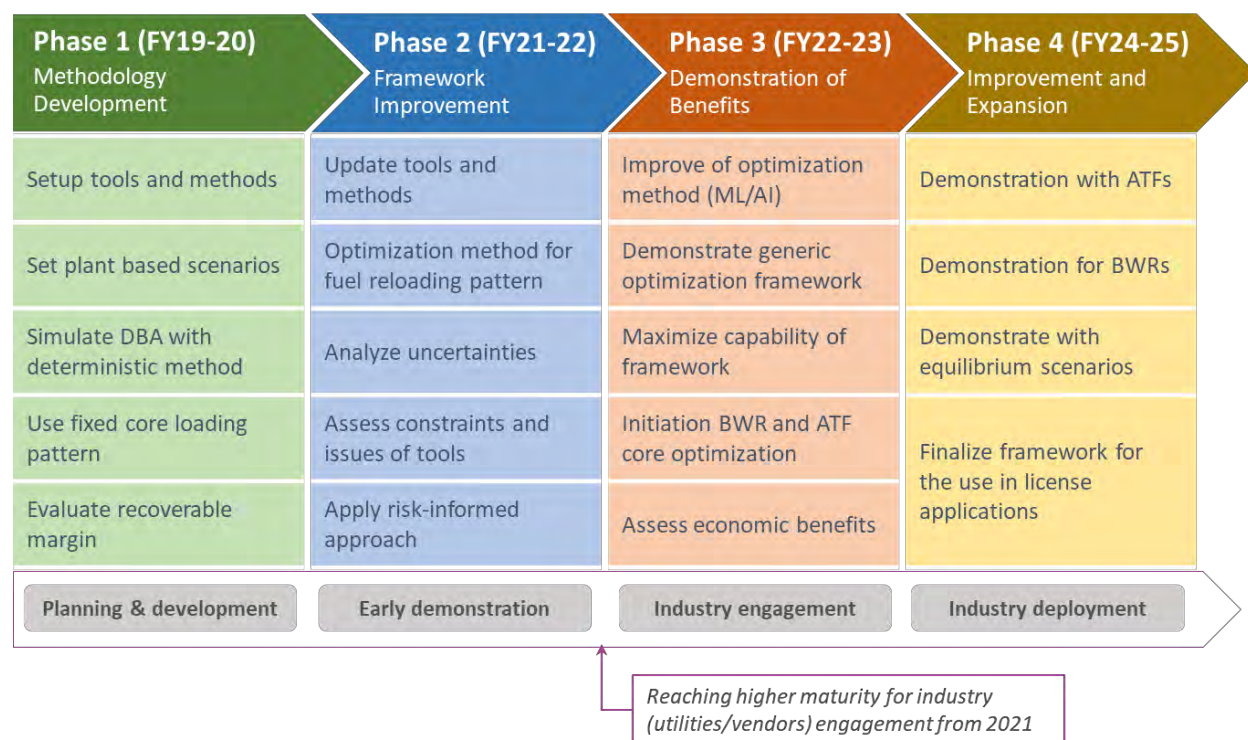 Phase 1 (FY19-20)
Methodology
Development
Phase 2 (FY21-22)
Framework
Improvement
Phase 3 (FY22-23)
Demonstration of
Benefits
Phase 4 (FY24-25)
Improvement and
Expansion
Setup tools and methods
Set plant based scenarios
Simulate DBA with
deterministic method
Use fixed core loading
pattern
Evaluate recoverable
margin
Update tools and
methods
Optimization method for
fuel reloading pattern
Analyze uncertainties
Assess constraints and
issues of tools
Apply risk-informed
approach
Improve of optimization
method (ML/AI)
Demonstrate generic
optimization framework
Maximize capability of
framework
Initiation BWR and ATF
core optimization
Assess economic benefits
Demonstration with ATFs
Demonstration for BWRs
Demonstrate with
equilibrium scenarios
Finalize framework for
the use in license
applications
Planning & development
Early demonstration
Industry engagement
Industry deployment
Reaching higher maturity for industry
(utilities/vendors) engagement from 2021